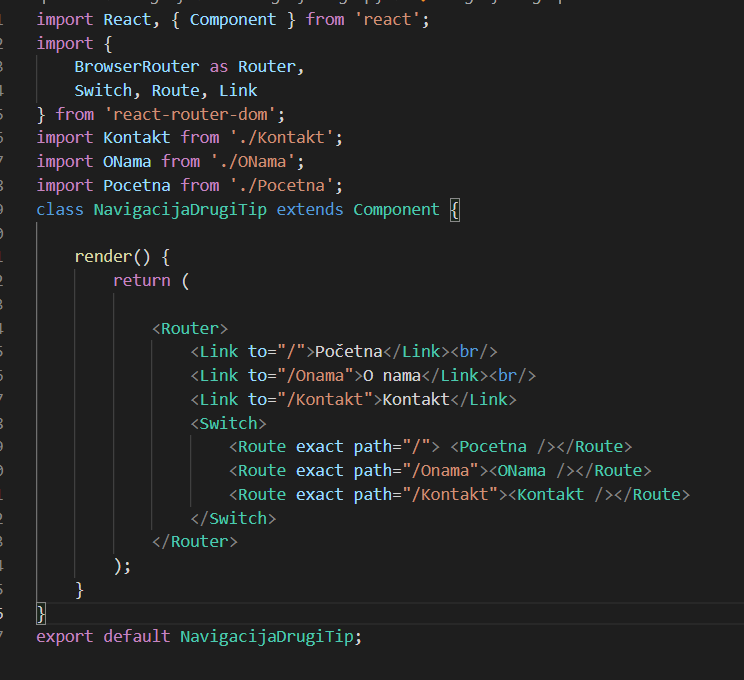 import React, { Component } from 'react';
import {
    BrowserRouter as Router,
    Switch, Route, Link
} from 'react-router-dom';
import Kontakt from './Kontakt';
import ONama from './ONama';
import Pocetna from './Pocetna';
class NavigacijaDrugiTip extends Component {
    render() {
        return (
            <Router>
                <Link to="/">Početna</Link><br/>
                <Link to="/Onama">O nama</Link><br/>
                <Link to="/Kontakt">Kontakt</Link>
                <Switch>
                    <Route exact path="/"> <Pocetna /></Route>
                    <Route exact path="/Onama"><ONama /></Route>
                    <Route exact path="/Kontakt"><Kontakt /></Route>
                </Switch>
            </Router>
        );
    }
}
export default NavigacijaDrugiTip;